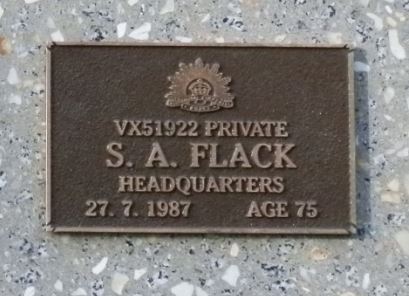 VX51922 PRIVATE
S. A. FLACK
HEADQUARTERS
27. 7. 1987 AGE 75